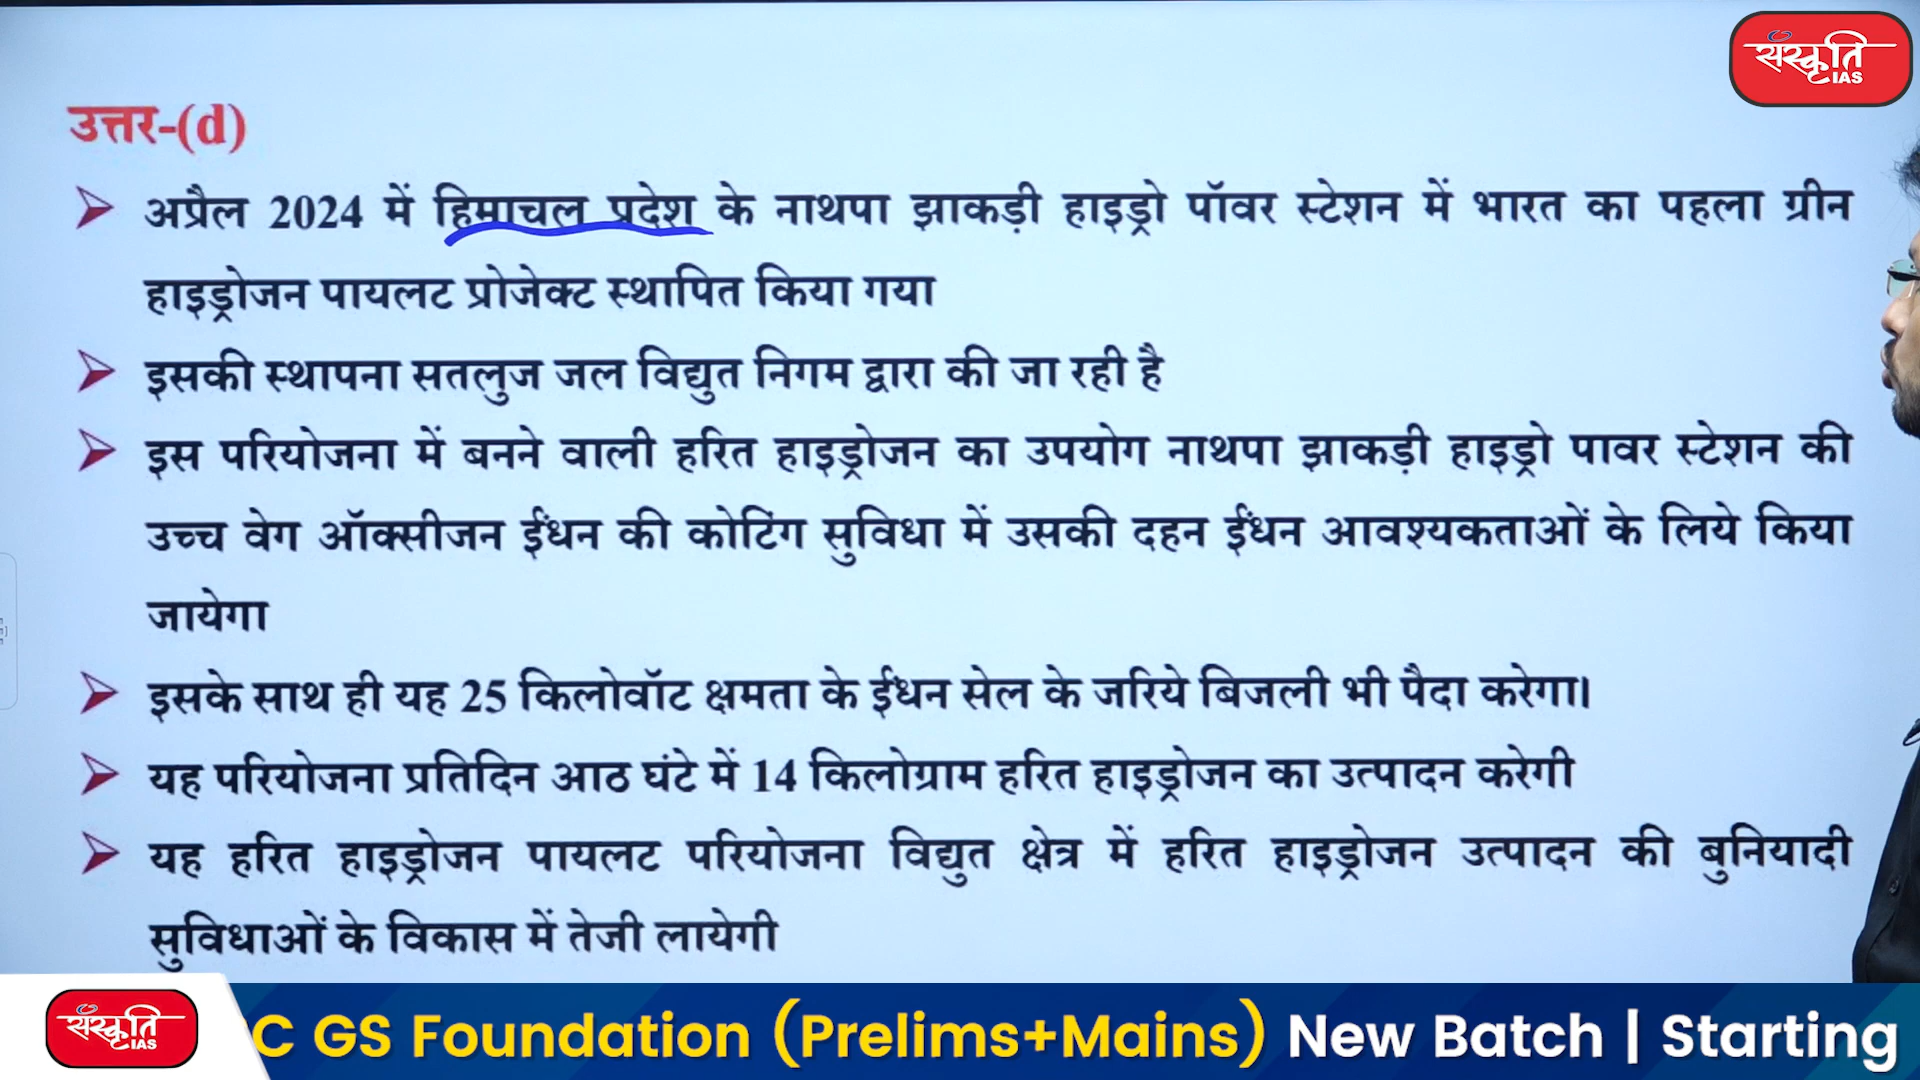 संस्कृति
IAS
उत्तर-(d)
अप्रैल 2024 में हिमाचल प्रदेश के नाथपा झाकड़ी हाइड्रो पॉवर स्टेशन में भारत का पहला ग्रीन
हाइड्रोजन पायलट प्रोजेक्ट स्थापित किया गया
इसकी स्थापना सतलुज जल विद्युत निगम द्वारा की जा रही है
इस परियोजना में बनने वाली हरित हाइड्रोजन का उपयोग नाथपा झाकड़ी हाइड्रो पावर स्टेशन की
उच्च वेग ऑक्सीजन ईंधन की कोटिंग सुविधा में उसकी दहन ईंधन आवश्यकताओं के लिये किया
जायेगा
इसके साथ ही यह 25 किलोवॉट क्षमता के ईंधन सेल के जरिये बिजली भी पैदा करेगा।
यह परियोजना प्रतिदिन आठ घंटे में 14 किलोग्राम हरित हाइड्रोजन का उत्पादन करेगी
यह हरित हाइड्रोजन पायलट परियोजना विद्युत क्षेत्र में हरित हाइड्रोजन उत्पादन की बुनियादी
सुविधाओं के विकास में तेजी लायेगी
संस्कृति
IAS
C GS Foundation (Prelims+Mains) New Batch | Starting